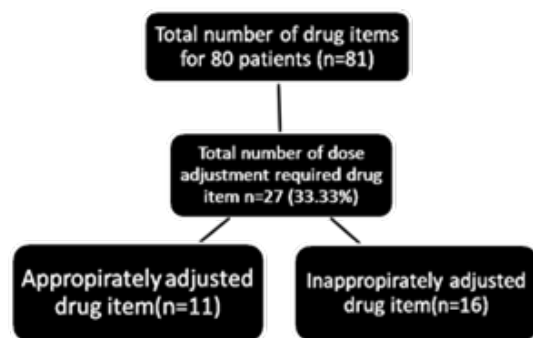 Total number of drug items
for 80 patients (n=81)
Total number of dose
adjustment required drug
item n=27 (33.33%)
Appropirately adjusted
drug item(n=11)
Inappropirately adjusted
drug item(n=16)